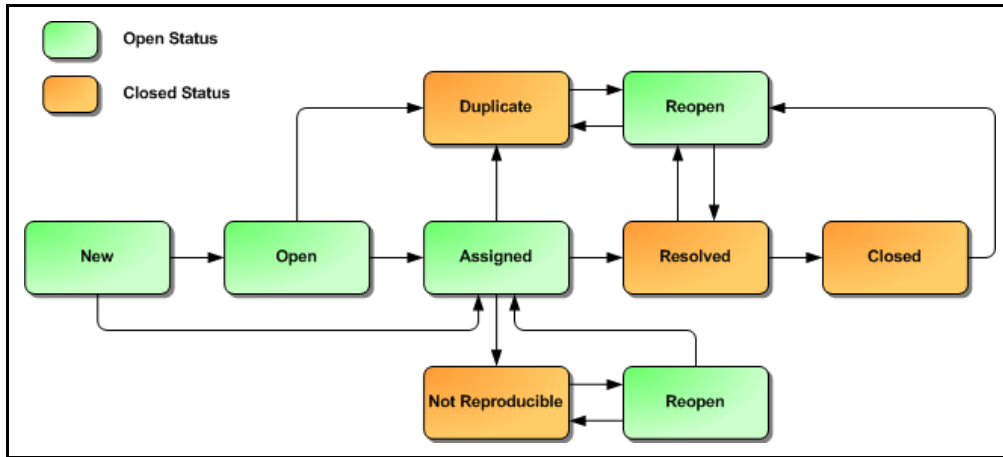 Open Status
Closed Status
Duplicate
Reopen
New
Open
Assigned
Resolved
Closed
Not Reproducible
Reopen